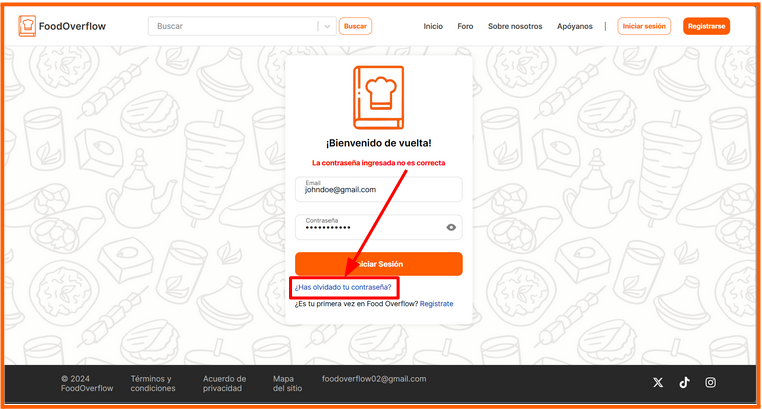 FoodOverflow
Buscar
Buscar
Inicio
Foro
Sobre nosotros
Apóyanos
Iniciar sesión
Registrarse
¡Bienvenido de vuelta!
La contraseña ingresada no es correcta
Email
johndoe@gmail.com
Contraseña
Iniciar Sesión
¿Has olvidado tu contraseña?
¿Es tu primera vez en Food Overflow? Regístrate
© 2024
FoodOverflow
Términos y
condiciones
Acuerdo de
privacidad
Mapa
del sitio
foodoverflow02@gmail.com